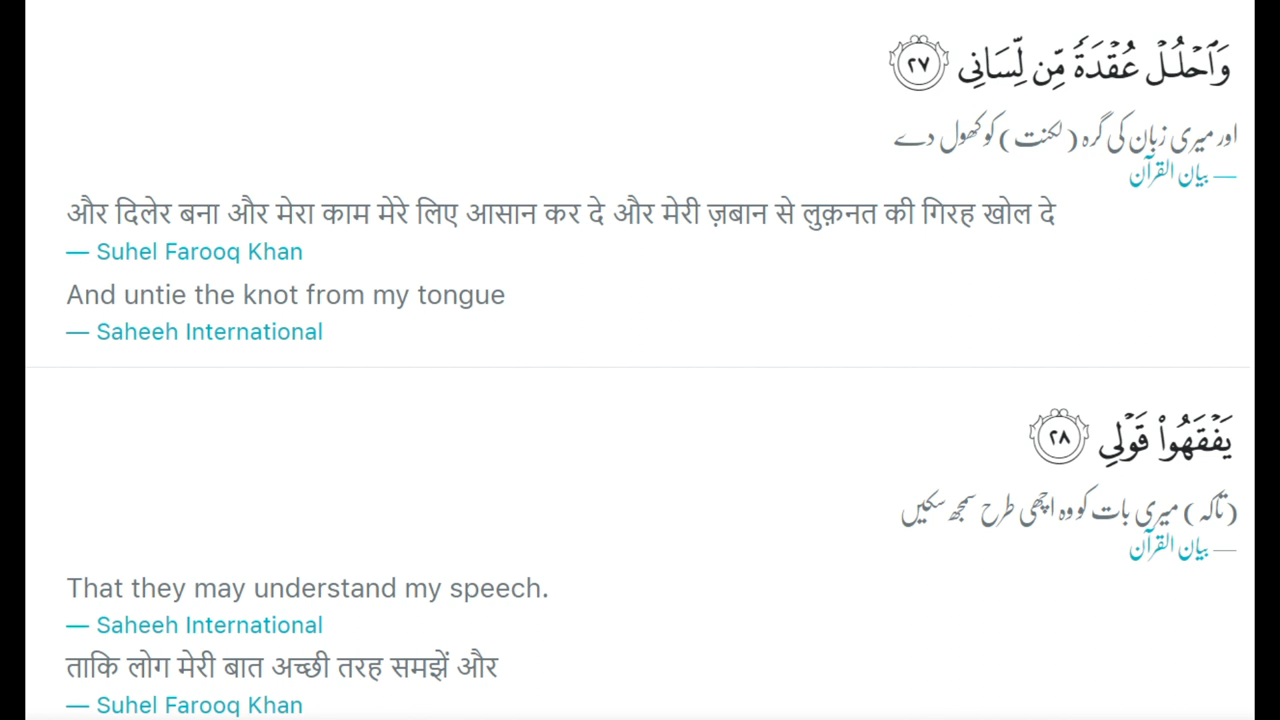 وَٱحۡلُلۡ عُقۡدَةٗ مِّن لِّسَانِي ٢٧
اور میری زبان کی گرہ ( لکنت ) کو کھول دے
— بیان القرآن
और दिलेर बना और मेरा काम मेरे लिए आसान कर दे और मेरी ज़बान से लुक़नत की गिरह खोल दे
— Suhel Farooq Khan
And untie the knot from my tongue
— Saheeh International
يَفۡقَهُواْ قَوۡلِي ٢٨
(تاکہ ) میری بات کو وہ اچھی طرح سمجھ سکیں
— بیان القرآن
That they may understand my speech.
— Saheeh International
ताकि लोग मेरी बात अच्छी तरह समझें और
— Suhel Farooq Khan